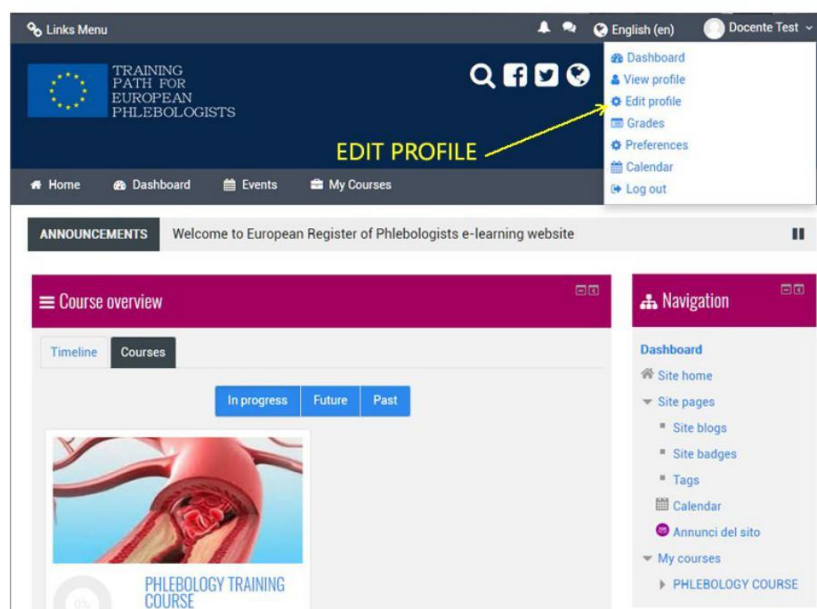 Links Menu
English (en)
Docente Test
TRAINING
PATH FOR
EUROPEAN
PHLEBOLOGISTS
Dashboard
View profile
Edit profile
Grades
Preferences
Calendar
Log out
EDIT PROFILE
Home
Dashboard
Events
My Courses
ANNOUNCEMENTS
Welcome to European Register of Phlebologists e-learning website
Course overview
Timeline
Courses
In progress
Future
Past
PHLEBOLOGY TRAINING
COURSE
Navigation
Dashboard
Site home
Site pages
Site blogs
Site badges
Tags
Calendar
Annunci del sito
My courses
PHLEBOLOGY COURSE